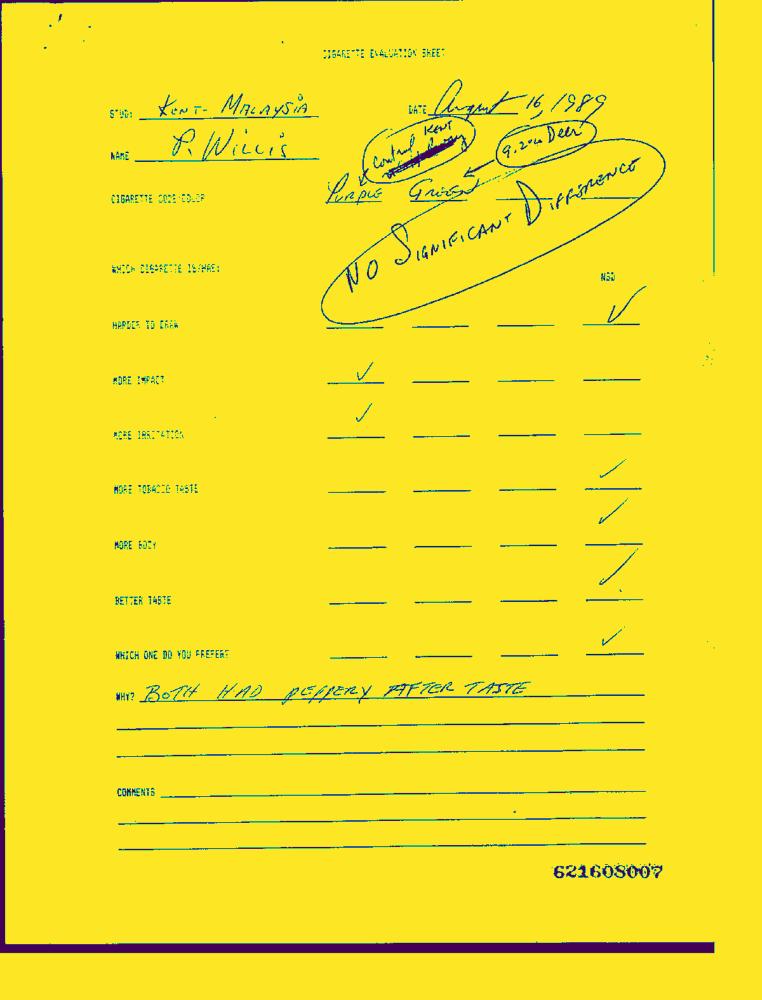 CIGARETTE EVALUATION SHEET
STUDY KENT- MALAYSIA DATE August 16, 1989
NAME P. WILLIS
Control KENT
9.2% Deer
CIGARETTE CODE COLOR PURPLE GREEN
NO SIGNIFICANT DIFFERENCE
WHICH CIGARETTE IS/HAS: NSD
HARDER TO DRAW ✓
MORE IMPACT ✓
MORE IRRITATION ✓
MORE TOBACCO TASTE ✓
MORE BODY ✓
BETTER TASTE ✓
WHICH ONE DO YOU PREFER? ✓
WHY? BOTH HAD PEPPERY AFTER TASTE
COMMENTS
621608007